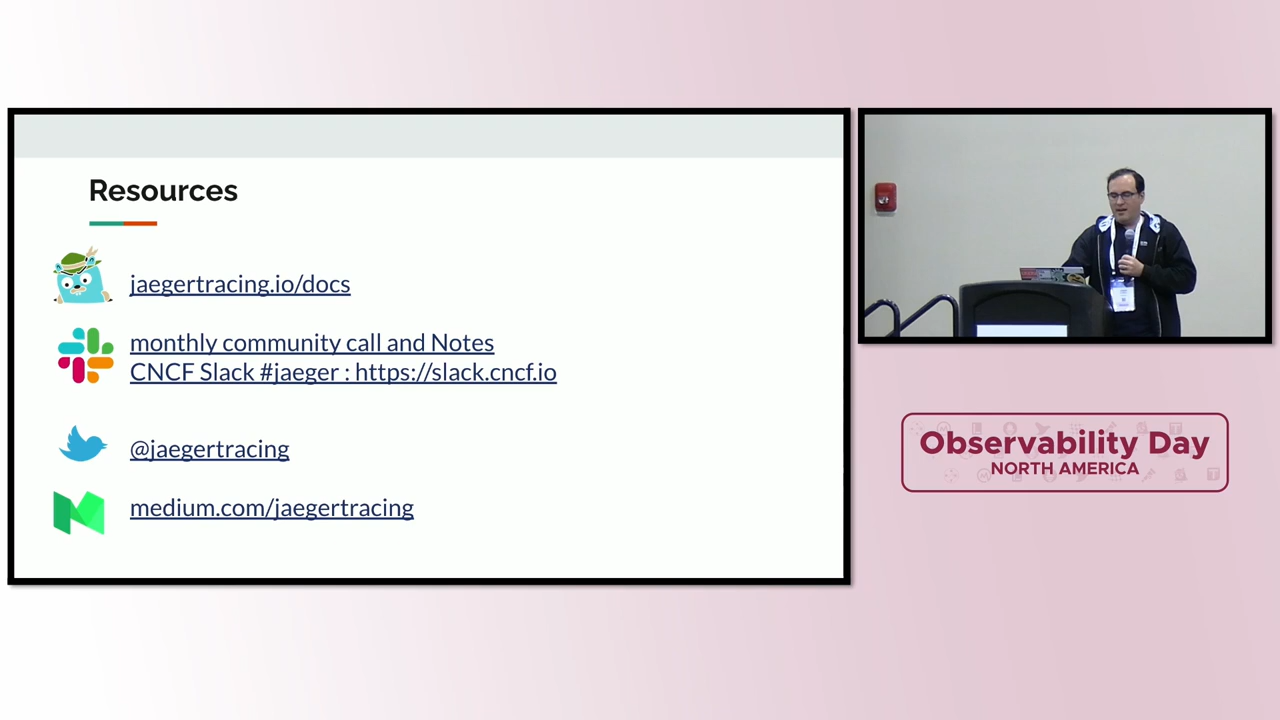 Resources
jaegertracing.io/docs
monthly community call and Notes
CNCF Slack #jaeger : https://slack.cncf.io
@jaegertracing
medium.com/jaegertracing
Observability Day
NORTH AMERICA